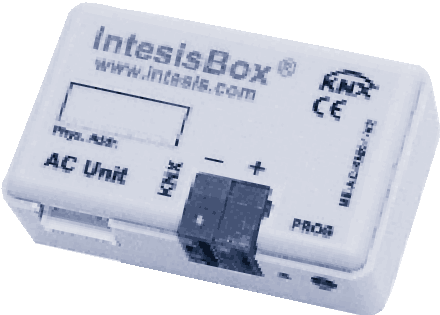 IntesisBox®
www.intesis.com
KNX
CE
Phys. Addr.
AC Unit
KNX
- +
PROG